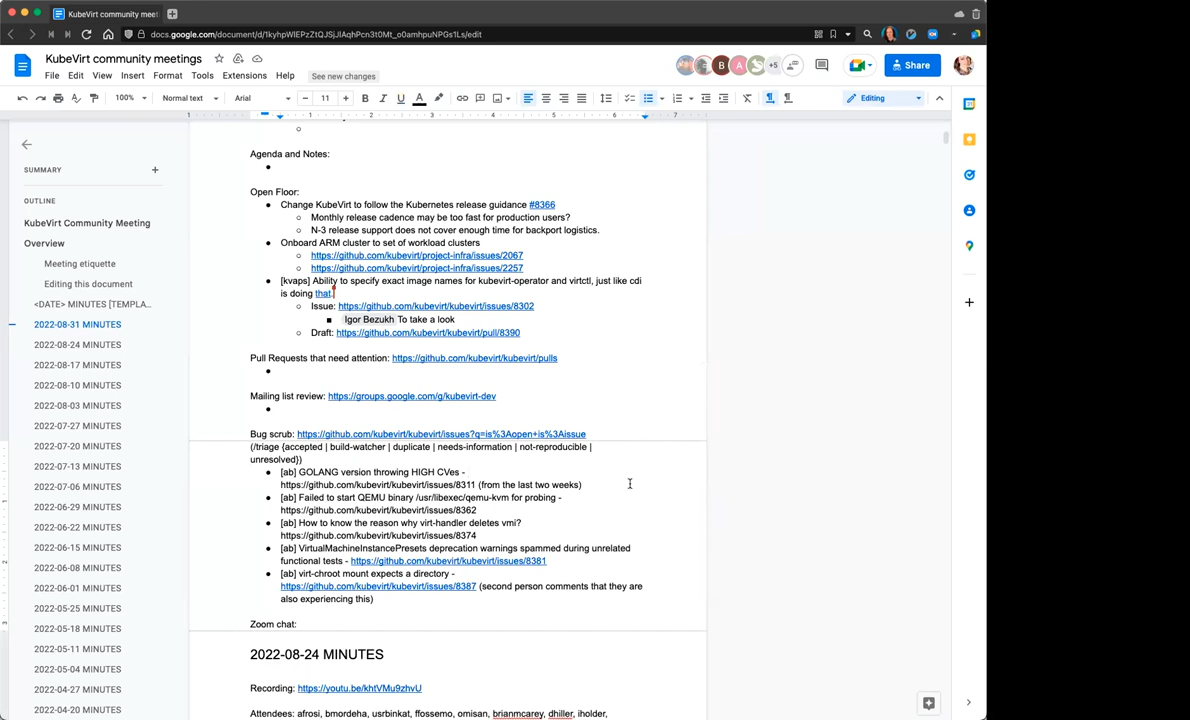 KubeVirt community meet
docs.google.com/document/d/1kyhpWIEPzZtQJSjJIAqhPcn3t0Mt_o0amhpuNPGs1Ls/edit
KubeVirt community meetings
File Edit View Insert Format Tools Extensions Help See new changes
B A S +5 Share
100% Normal text Arial 11 B I U A Editing
1 1 2 3 4 5 6 7
SUMMARY
OUTLINE
KubeVirt Community Meeting
Overview
Meeting etiquette
Editing this document
<DATE> MINUTES [TEMPLA...
2022-08-31 MINUTES
2022-08-24 MINUTES
2022-08-17 MINUTES
2022-08-10 MINUTES
2022-08-03 MINUTES
2022-07-27 MINUTES
2022-07-20 MINUTES
2022-07-13 MINUTES
2022-07-06 MINUTES
2022-06-29 MINUTES
2022-06-22 MINUTES
2022-06-15 MINUTES
2022-06-08 MINUTES
2022-06-01 MINUTES
2022-05-25 MINUTES
2022-05-18 MINUTES
2022-05-11 MINUTES
2022-05-04 MINUTES
2022-04-27 MINUTES
2022-04-20 MINUTES
Agenda and Notes:
Open Floor:
Change KubeVirt to follow the Kubernetes release guidance #8366
Monthly release cadence may be too fast for production users?
N-3 release support does not cover enough time for backport logistics.
Onboard ARM cluster to set of workload clusters
https://github.com/kubevirt/project-infra/issues/2067
https://github.com/kubevirt/project-infra/issues/2257
[kvaps] Ability to specify exact image names for kubevirt-operator and virtctl, just like cdi
is doing that.
Issue: https://github.com/kubevirt/kubevirt/issues/8302
Igor Bezukh To take a look
Draft: https://github.com/kubevirt/kubevirt/pull/8390
Pull Requests that need attention: https://github.com/kubevirt/kubevirt/pulls
Mailing list review: https://groups.google.com/g/kubevirt-dev
Bug scrub: https://github.com/kubevirt/kubevirt/issues?q=is%3Aopen+is%3Aissue
(/triage {accepted | build-watcher | duplicate | needs-information | not-reproducible |
unresolved})
[ab] GOLANG version throwing HIGH CVes -
https://github.com/kubevirt/kubevirt/issues/8311 (from the last two weeks)
[ab] Failed to start QEMU binary /usr/libexec/qemu-kvm for probing -
https://github.com/kubevirt/kubevirt/issues/8362
[ab] How to know the reason why virt-handler deletes vmi?
https://github.com/kubevirt/kubevirt/issues/8374
[ab] VirtualMachineInstancePresets deprecation warnings spammed during unrelated
functional tests - https://github.com/kubevirt/kubevirt/issues/8381
[ab] virt-chroot mount expects a directory -
https://github.com/kubevirt/kubevirt/issues/8387 (second person comments that they are
also experiencing this)
Zoom chat:
2022-08-24 MINUTES
Recording: https://youtu.be/khtVMu9zhvU
Attendees: afrosi, bmordeha, usrbinkat, ffossemo, omisan, brianmcarey, dhiller, iholder,